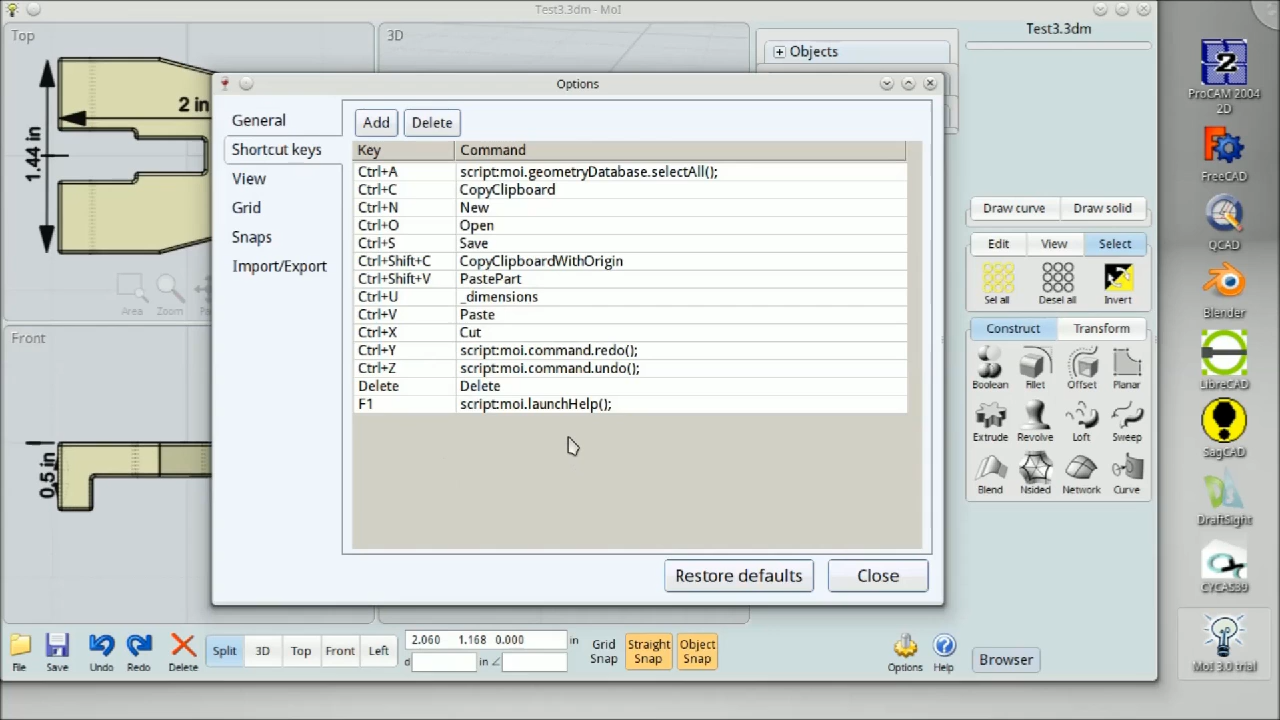 Test3.3dm - MoI
Top
3D
Test3.3dm
Objects
1.44 in
2 in
Front
0.5 in
Area
Zoom
Options
General
Shortcut keys
View
Grid
Snaps
Import/Export
Add
Delete
Key Command
Ctrl+A script:moi.geometryDatabase.selectAll();
Ctrl+C CopyClipboard
Ctrl+N New
Ctrl+O Open
Ctrl+S Save
Ctrl+Shift+C CopyClipboardWithOrigin
Ctrl+Shift+V PastePart
Ctrl+U _dimensions
Ctrl+V Paste
Ctrl+X Cut
Ctrl+Y script:moi.command.redo();
Ctrl+Z script:moi.command.undo();
Delete Delete
F1 script:moi.launchHelp();
Restore defaults
Close
Draw curve Draw solid
Edit View Select
Sel all Desel all Invert
Construct Transform
Boolean Fillet Offset Planar
Extrude Revolve Loft Sweep
Blend Nsided Network Curve
File Save Undo Redo Delete
Split 3D Top Front Left
2.060 1.168 0.000 in
d in ∠
Grid Snap
Straight Snap
Object Snap
Options Help
Browser
ProCAM 2004
2D
FreeCAD
QCAD
Blender
LibreCAD
SagCAD
DraftSight
CYCAS39
MoI 3.0 trial